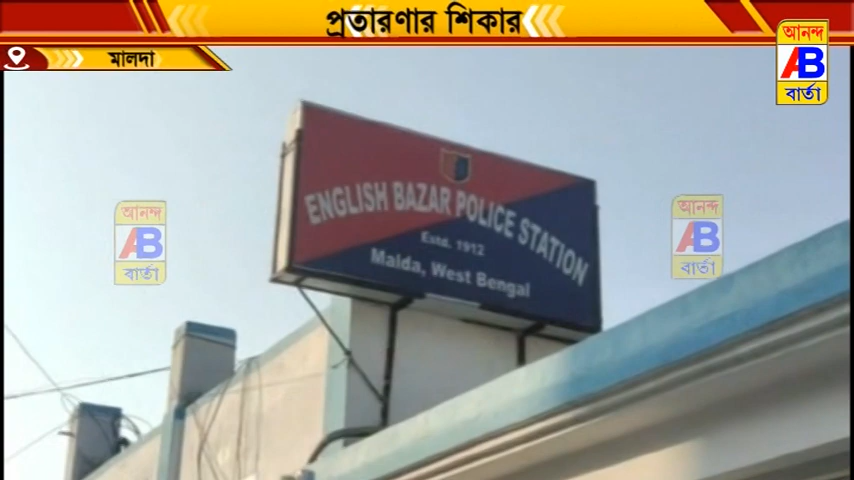 প্রতারণার শিকার
মালদা
আনন্দ
AB
বার্তা
ENGLISH BAZAR POLICE STATION
Estd. 1912
Malda, West Bengal
আনন্দ
AB
বার্তা
আনন্দ
AB
বার্তা